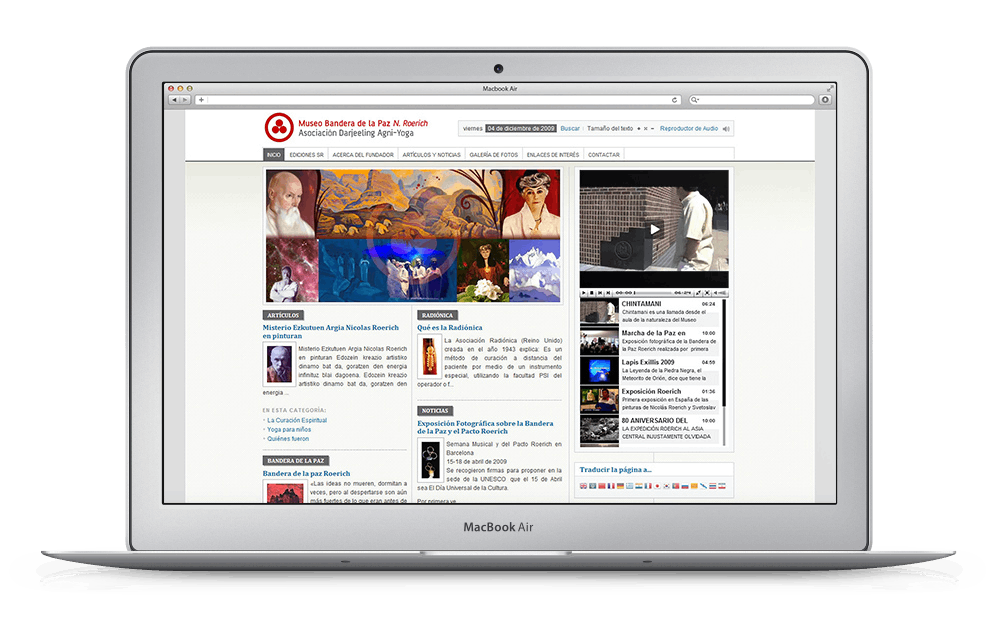 Macbook Air
Museo Bandera de la Paz N. Roerich
Asociación Darjeeling Agni-Yoga
viernes 04 de diciembre de 2009 Buscar Tamaño del texto Reproductor de Audio
INICIO EDICIONES SR ACERCA DEL FUNDADOR ARTÍCULOS Y NOTICIAS GALERÍA DE FOTOS ENLACES DE INTERÉS CONTACTAR
ARTÍCULOS
Misterio Ezkutuen Argia Nicolas Roerich
en pinturan
Misterio Ezkutuen Argia Nicolas Roerich
en pinturan Edozein kreazio artistiko
dinamo bat da, goratzen den energia
infinituz blai dagoena. Edozein kreazio
artistiko dinamo bat da, goratzen den
energia ...
EN ESTA CATEGORÍA:
La Curación Espiritual
Yoga para niños
Quiénes fueron
BANDERA DE LA PAZ
Bandera de la paz Roerich
«Las ideas no mueren, dormitan a
veces, pero al despertarse son aún
más fuertes de lo que eran antes de
RADIÓNICA
Qué es la Radiónica
La Asociación Radiónica (Reino Unido)
creada en el año 1943 explica: Es un
método de curación a distancia del
paciente por medio de un instrumento
especial, utilizando la facultad PSI del
operador o f...
NOTICIAS
Exposición Fotográfica sobre la Bandera
de la Paz y el Pacto Roerich
Semana Musical y del Pacto Roerich en
Barcelona
15-18 de abril de 2009
Se recogieron firmas para proponer en la
sede de la UNESCO que el 15 de Abril
sea El Día Universal de la Cultura.
Por primera ve
CHINTAMANI 06:24
Chintamani es una llamada desde el
aula de la naturaleza del Museo
Marcha de la Paz en 10:00
Exposición fotográfica de la Bandera de
la Paz Roerich realizada por primera
Lapis Exillis 2009 04:59
La Leyenda de la Piedra Negra, el
Meteorito de Orión, dice que tiene la
Exposición Roerich 01:36
Primera exposición en España de las
pinturas de Nicolás Roerich y Svetoslav
80 ANIVERSARIO DEL 10:00
LA EXPEDICIÓN ROERICH AL ASIA
CENTRAL INJUSTAMENTE OLVIDADA
Traducir la página a...
MacBook Air